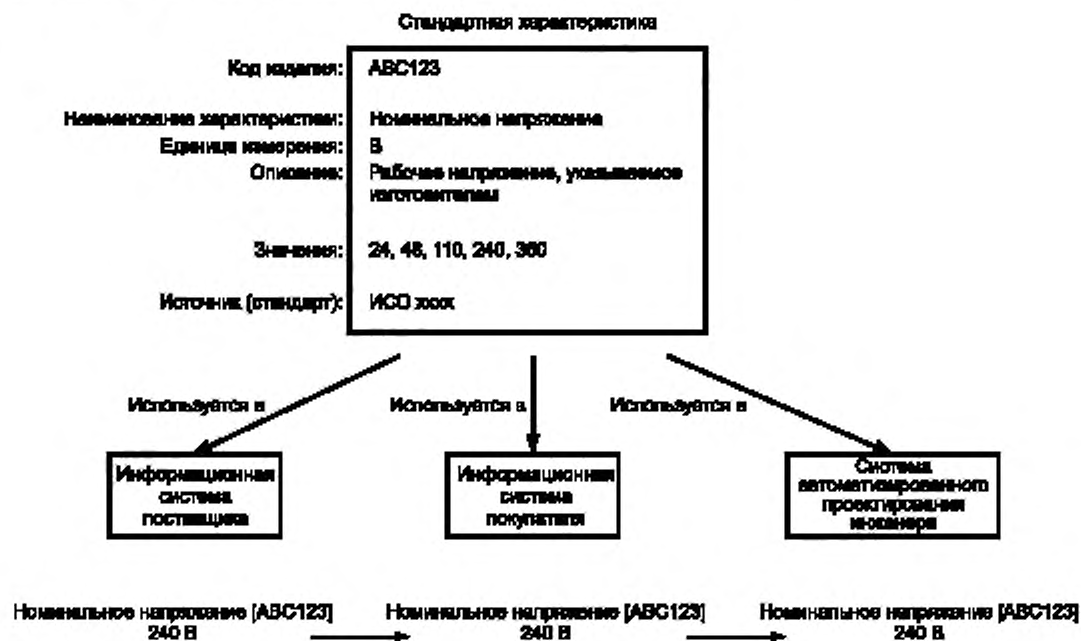 Стандартная характеристика
Код изделия: ABC123
Наименование характеристики: Номинальное напряжение
Единица измерения: В
Описание: Рабочее напряжение, указываемое
изготовителем
Значения: 24, 48, 110, 240, 360
Источник (стандарт): ИСО хххх
Используется в Используется в Используется в
Информационная
система
поставщика
Информационная
система
покупателя
Система
автоматизированного
проектирования
инженера
Номинальное напряжение [ABC123]
240 В
Номинальное напряжение [ABC123]
240 В
Номинальное напряжение [ABC123]
240 В